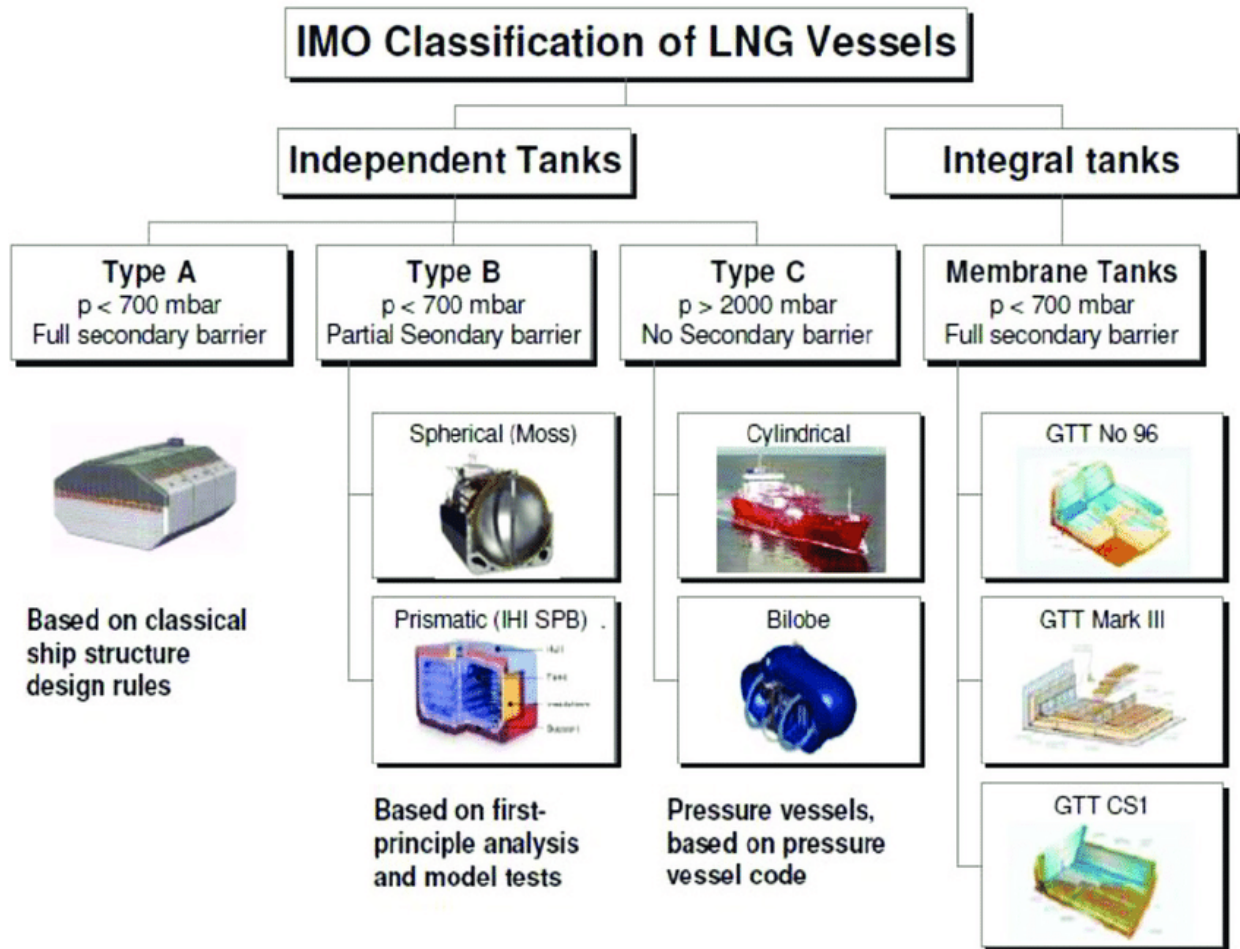 IMO Classification of LNG Vessels
Independent Tanks
Integral tanks
Type A
p < 700 mbar
Full secondary barrier
Type B
p < 700 mbar
Partial Seondary barrier
Type C
p > 2000 mbar
No Secondary barrier
Membrane Tanks
p < 700 mbar
Full secondary barrier
Based on classical
ship structure
design rules
Spherical (Moss)
Prismatic (IHI SPB) .
Hull
Tank
Support
Based on first-
principle analysis
and model tests
Cylindrical
Bilobe
Pressure vessels,
based on pressure
vessel code
GTT No 96
GTT Mark III
GTT CS1